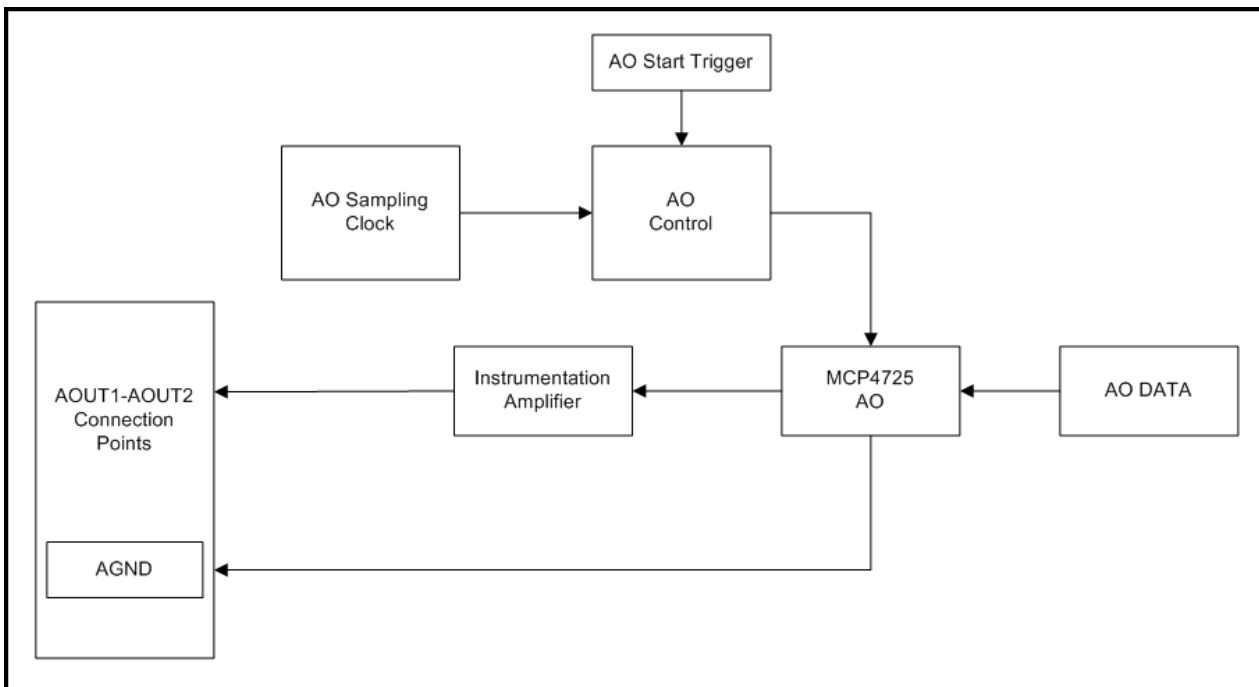 AO Start Trigger
AO Sampling
Clock
AO
Control
AOUT1-AOUT2
Connection
Points
Instrumentation
Amplifier
MCP4725
AO
AO DATA
AGND